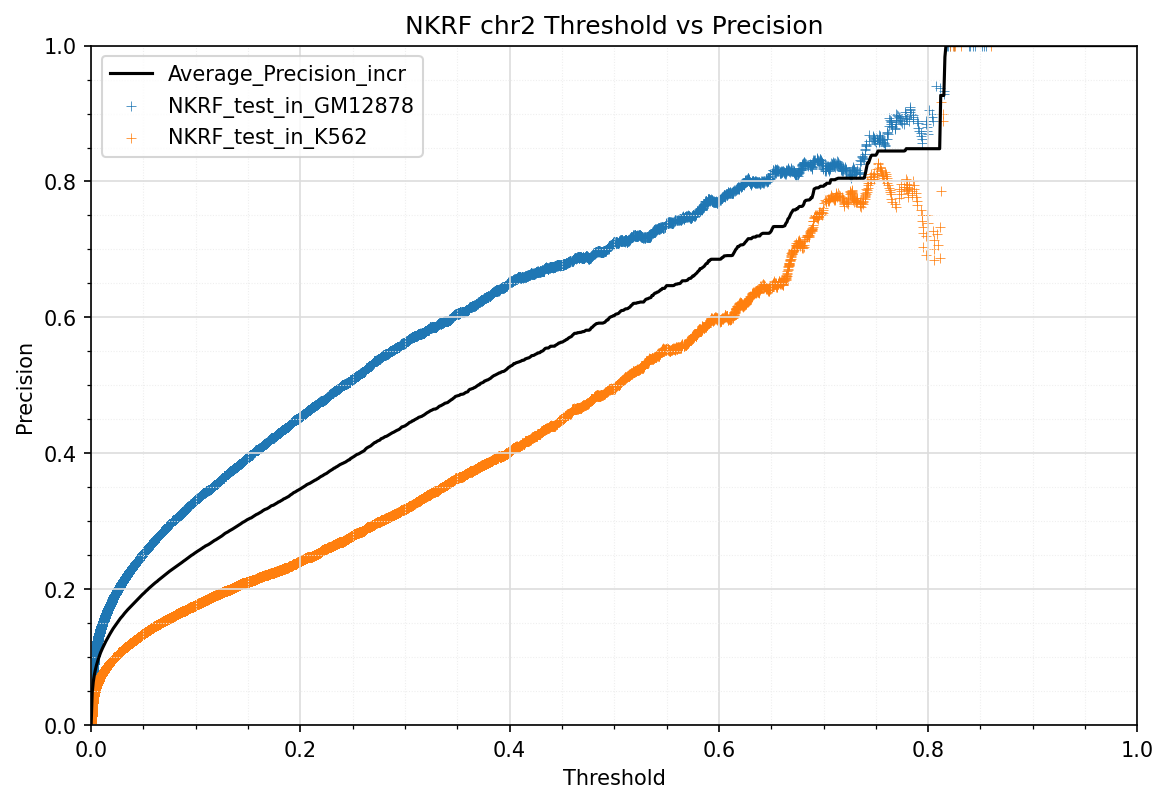 NKRF chr2 Threshold vs Precision
Average_Precision_incr
NKRF_test_in_GM12878
NKRF_test_in_K562
1.0
0.8
0.6
0.4
0.2
0.0
Precision
0.0 0.2 0.4 0.6 0.8 1.0
Threshold